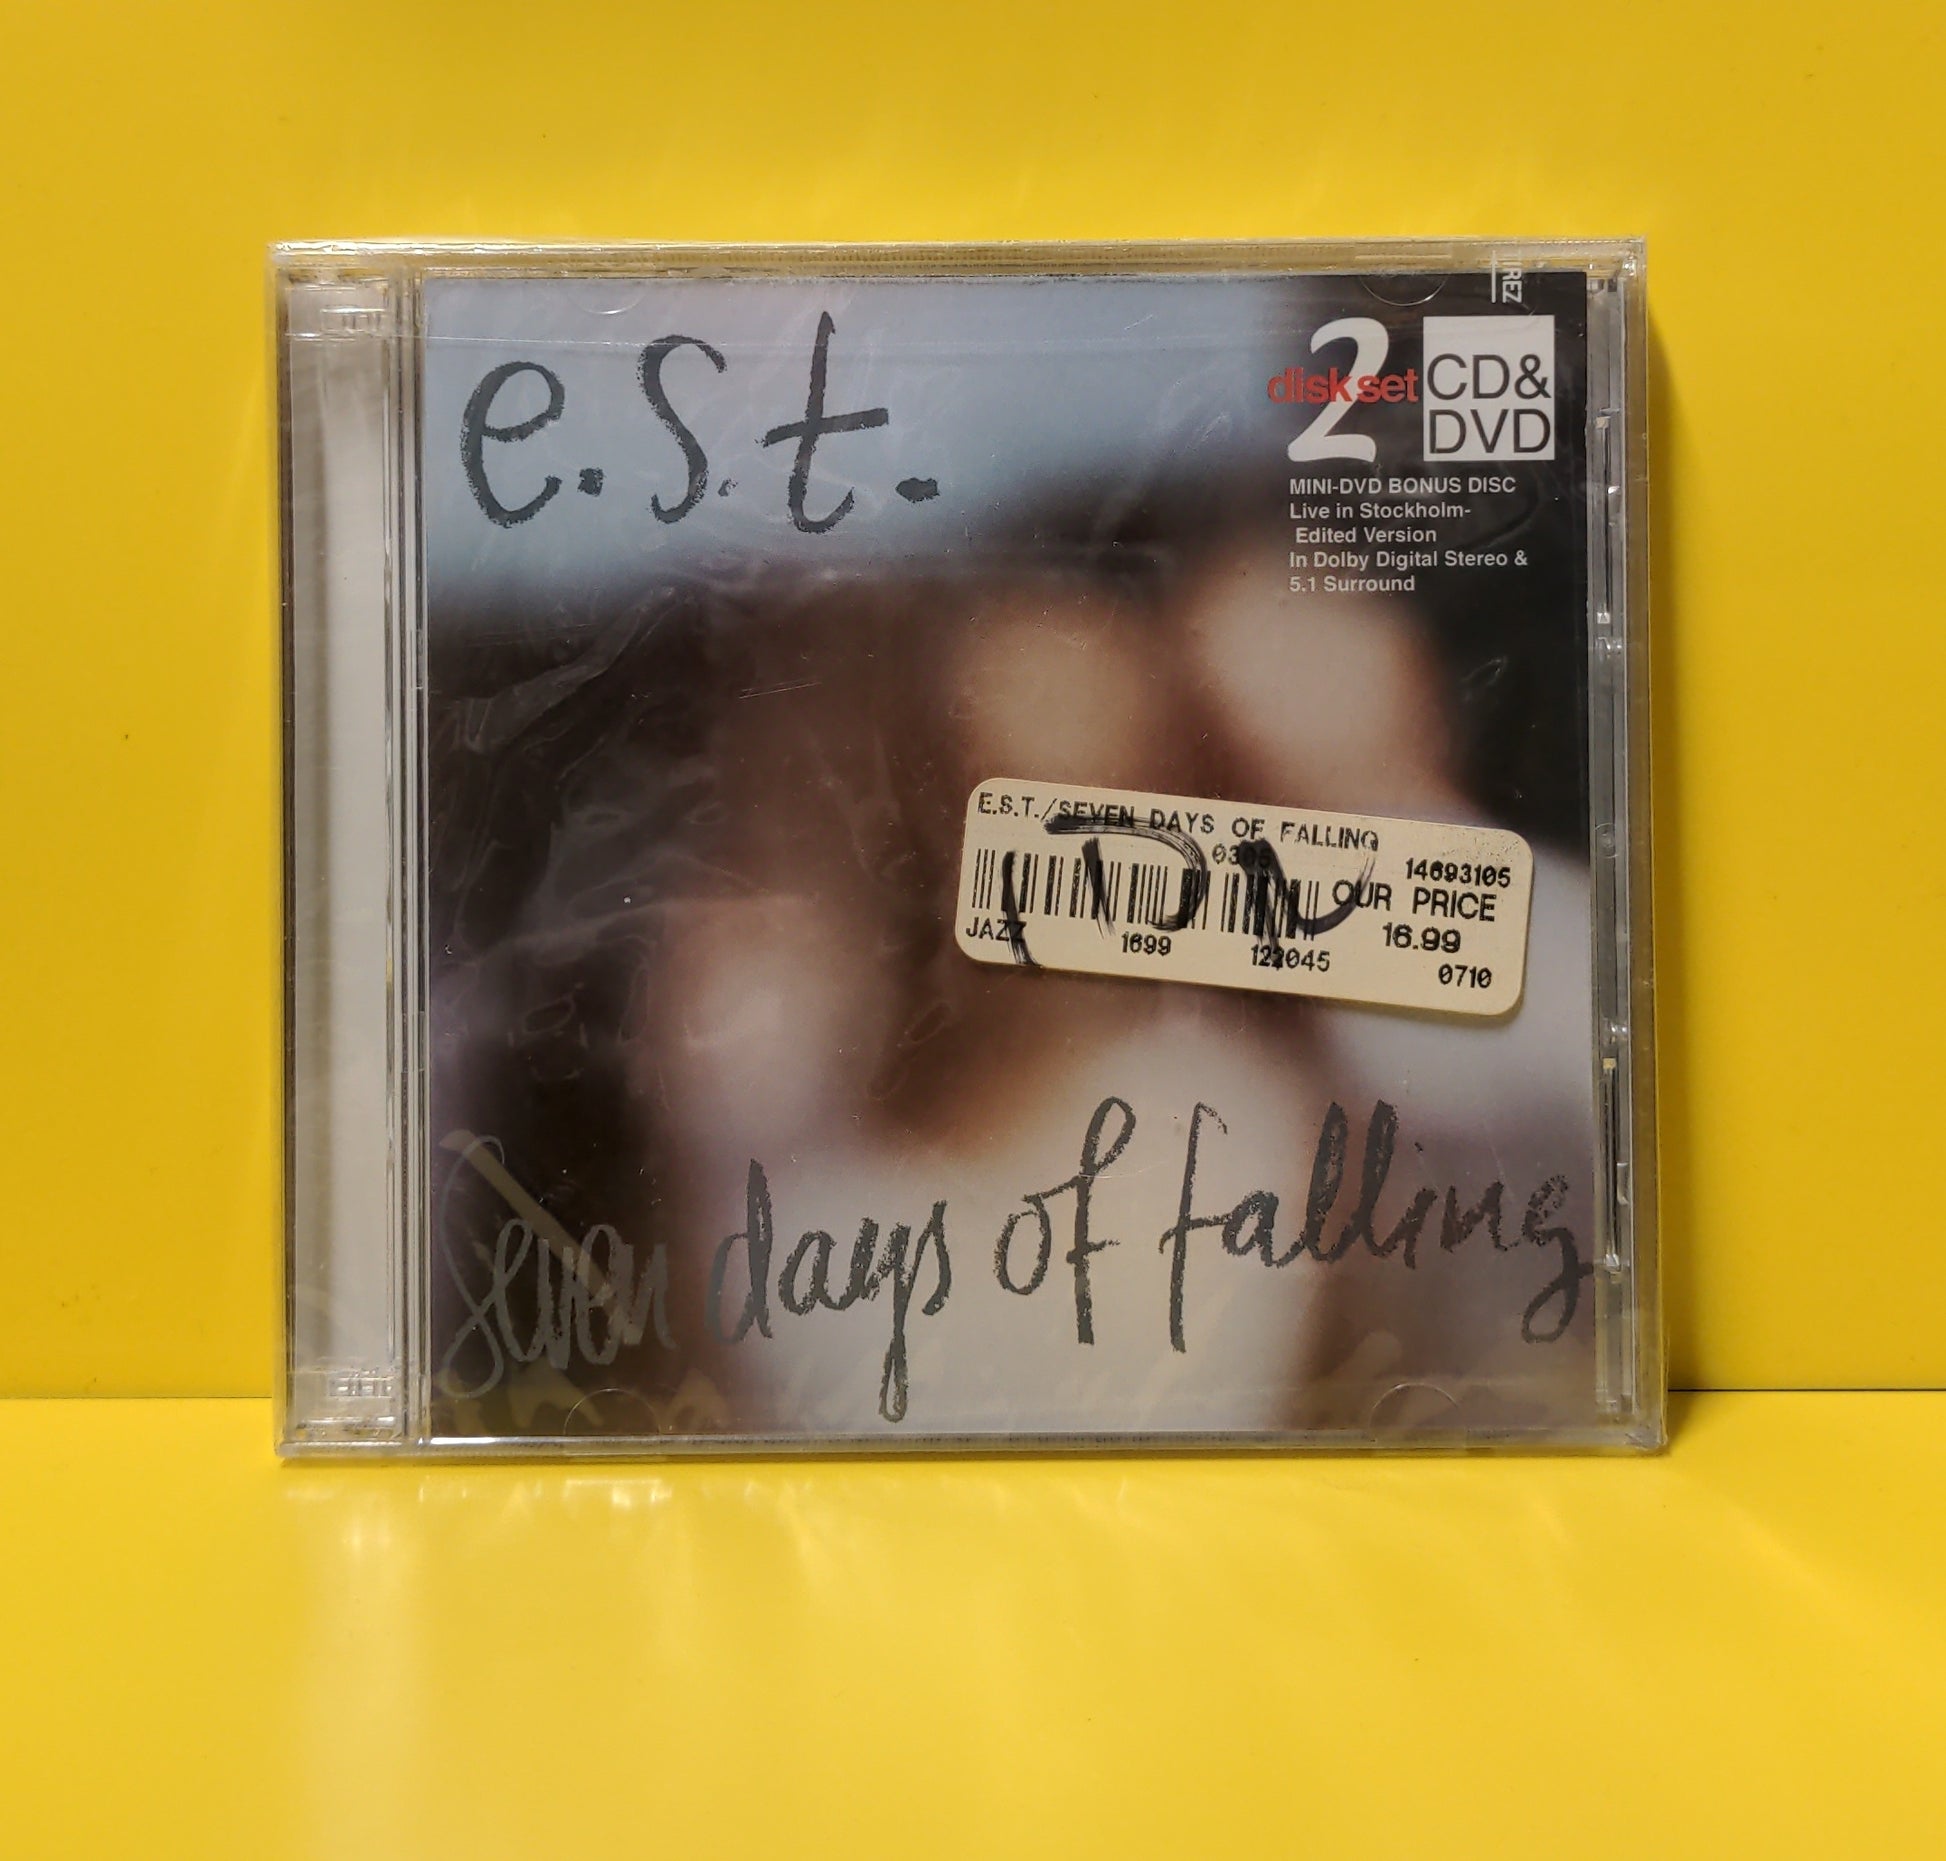 e.s.t.
2
disk set
CD&
DVD
MINI-DVD BONUS DISC
Live in Stockholm-
Edited Version
In Dolby Digital Stereo &
5.1 Surround
E.S.T./SEVEN DAYS OF FALLING
14693105
OUR PRICE
JAZZ 1699 16.99
0710
Seven days of falling